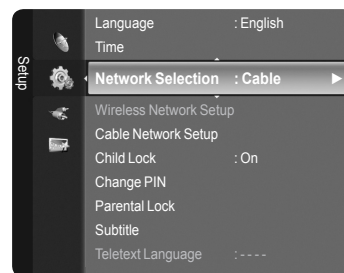 Setup
Language : English
Time
Network Selection : Cable
Wireless Network Setup
Cable Network Setup
Child Lock : On
Change PIN
Parental Lock
Subtitle
Teletext Language : - - - -